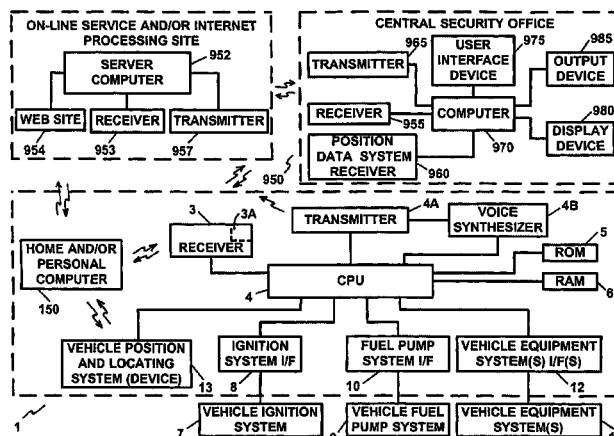 ON-LINE SERVICE AND/OR INTERNET
PROCESSING SITE
952
SERVER
COMPUTER
WEB SITE
RECEIVER
TRANSMITTER
954
953
957
CENTRAL SECURITY OFFICE
965
975
985
TRANSMITTER
USER
INTERFACE
DEVICE
OUTPUT
DEVICE
RECEIVER
COMPUTER
980
955
970
DISPLAY
DEVICE
POSITION
DATA SYSTEM
RECEIVER
960
950
3
3A
RECEIVER
4A
TRANSMITTER
4B
VOICE
SYNTHESIZER
5
ROM
HOME AND/OR
PERSONAL
COMPUTER
150
CPU
4
RAM
6
VEHICLE POSITION
AND LOCATING
SYSTEM (DEVICE)
13
IGNITION
SYSTEM I/F
8
FUEL PUMP
SYSTEM I/F
10
VEHICLE EQUIPMENT
SYSTEM(S) I/F(S)
12
1
7
VEHICLE IGNITION
SYSTEM
VEHICLE FUEL
PUMP SYSTEM
VEHICLE EQUIPMENT
SYSTEM(S)